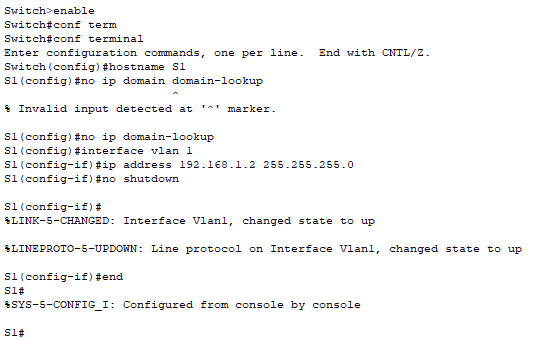 Switch>enable
Switch#conf term
Switch#conf terminal
Enter configuration commands, one per line.  End with CNTL/Z.
Switch(config)#hostname S1
S1(config)#no ip domain domain-lookup
^
% Invalid input detected at '^' marker.
S1(config)#no ip domain-lookup
S1(config)#interface vlan 1
S1(config-if)#ip address 192.168.1.2 255.255.255.0
S1(config-if)#no shutdown
S1(config-if)#
%LINK-5-CHANGED: Interface Vlan1, changed state to up
%LINEPROTO-5-UPDOWN: Line protocol on Interface Vlan1, changed state to up
S1(config-if)#end
S1#
%SYS-5-CONFIG_I: Configured from console by console
S1#